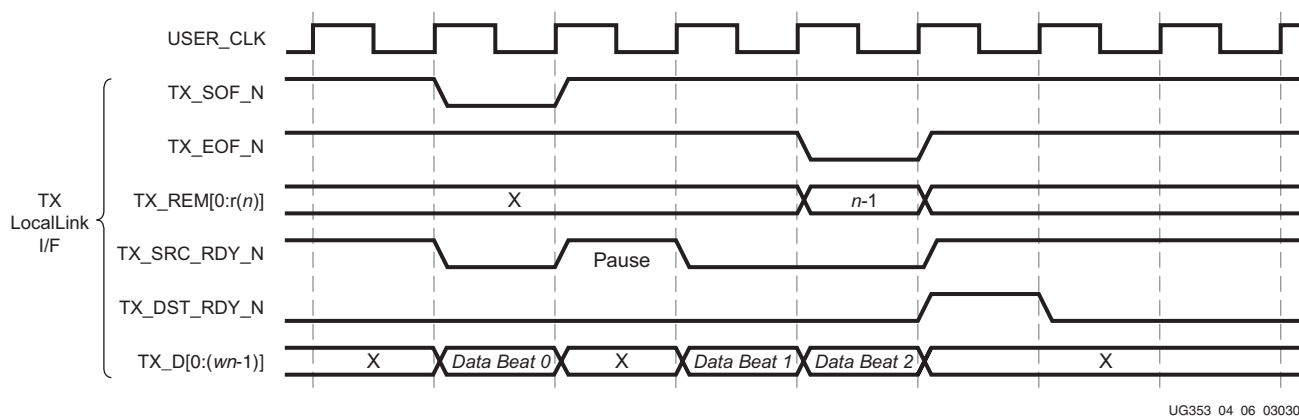 USER_CLK
TX_SOF_N
TX_EOF_N
TX_REM[0:r(n)] X n-1
TX
LocalLink
I/F
TX_SRC_RDY_N Pause
TX_DST_RDY_N
TX_D[0:(wn-1)] X Data Beat 0 X Data Beat 1 Data Beat 2 X
UG353_04_06_03030